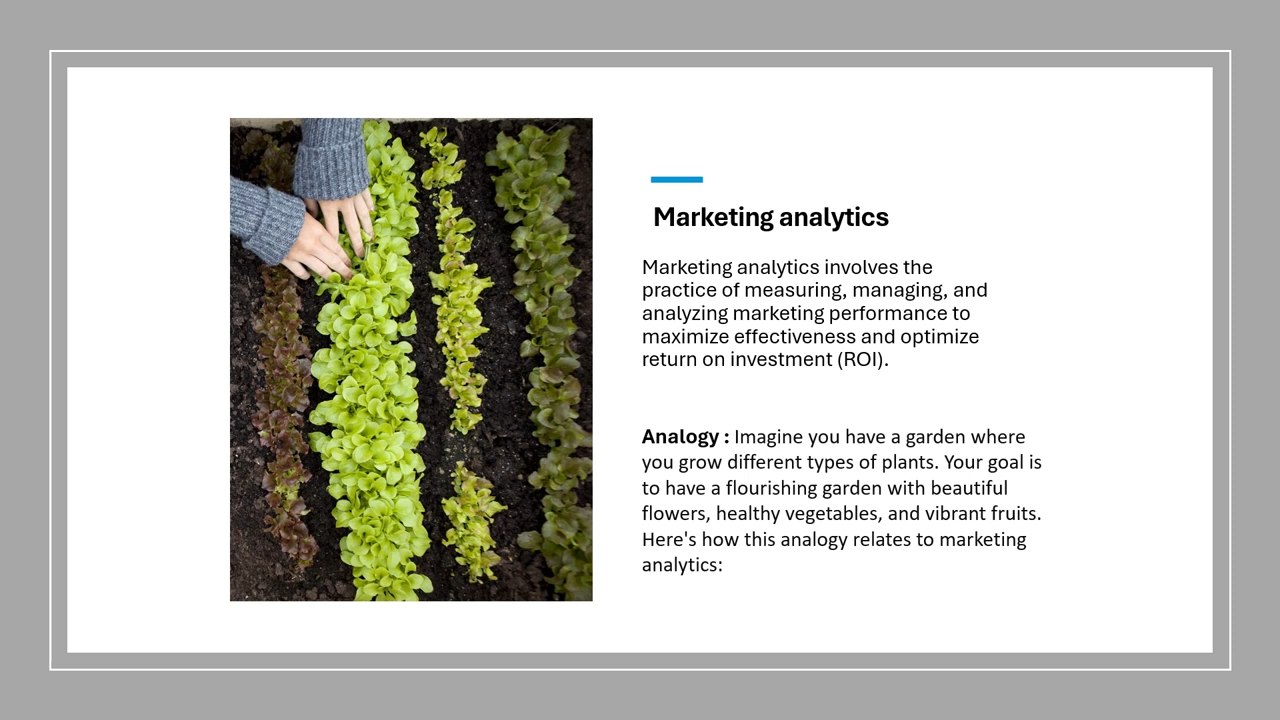 Marketing analytics
Marketing analytics involves the
practice of measuring, managing, and
analyzing marketing performance to
maximize effectiveness and optimize
return on investment (ROI).
Analogy : Imagine you have a garden where
you grow different types of plants. Your goal is
to have a flourishing garden with beautiful
flowers, healthy vegetables, and vibrant fruits.
Here's how this analogy relates to marketing
analytics: